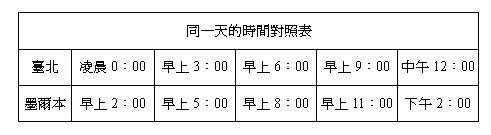 同一天的時間對照表
臺北 凌晨 0：00 早上 3：00 早上 6：00 早上 9：00 中午 12：00
墨爾本 早上 2：00 早上 5：00 早上 8：00 早上 11：00 下午 2：00